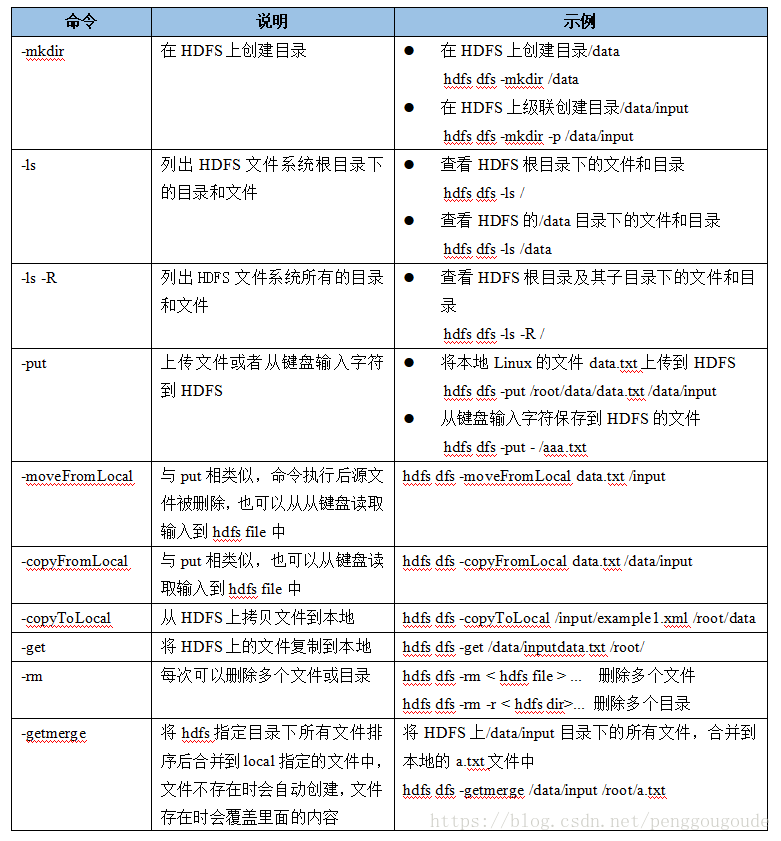 命令 说明 示例
-mkdir 在 HDFS 上创建目录 ● 在 HDFS 上创建目录/data
hdfs dfs -mkdir /data
● 在 HDFS 上级联创建目录/data/input
hdfs dfs -mkdir -p /data/input
-ls 列出 HDFS 文件系统根目录下 ● 查看 HDFS 根目录下的文件和目录
的目录和文件 hdfs dfs -ls /
● 查看 HDFS 的/data 目录下的文件和目录
hdfs dfs -ls /data
-ls -R 列出 HDFS 文件系统所有的目录 ● 查看 HDFS 根目录及其子目录下的文件和目
和文件 录
hdfs dfs -ls -R /
-put 上传文件或者从键盘输入字符 ● 将本地 Linux 的文件 data.txt 上传到 HDFS
到 HDFS hdfs dfs -put /root/data/data.txt /data/input
● 从键盘输入字符保存到 HDFS 的文件
hdfs dfs -put - /aaa.txt
-moveFromLocal 与 put 相类似，命令执行后源文 hdfs dfs -moveFromLocal data.txt /input
件被删除，也可以从从键盘读取
输入到 hdfs file 中
-copyFromLocal 与 put 相类似，也可以从键盘读 hdfs dfs -copyFromLocal data.txt /data/input
取输入到 hdfs file 中
-copyToLocal 从 HDFS 上拷贝文件到本地 hdfs dfs -copyToLocal /input/example1.xml /root/data
-get 将 HDFS 上的文件复制到本地 hdfs dfs -get /data/inputdata.txt /root/
-rm 每次可以删除多个文件或目录 hdfs dfs -rm < hdfs file > ... 删除多个文件
hdfs dfs -rm -r < hdfs dir>... 删除多个目录
-getmerge 将 hdfs 指定目录下所有文件排 将 HDFS 上/data/input 目录下的所有文件，合并到
序后合并到 local 指定的文件中， 本地的 a.txt 文件中
文件不存在时会自动创建，文件 hdfs dfs -getmerge /data/input /root/a.txt
存在时会覆盖里面的内容
https://blog.csdn.net/penggougoude